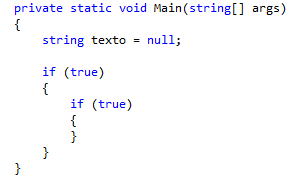 private static void Main(string[] args)
{
    string texto = null;

    if (true)
    {
        if (true)
        {
        }
    }
}